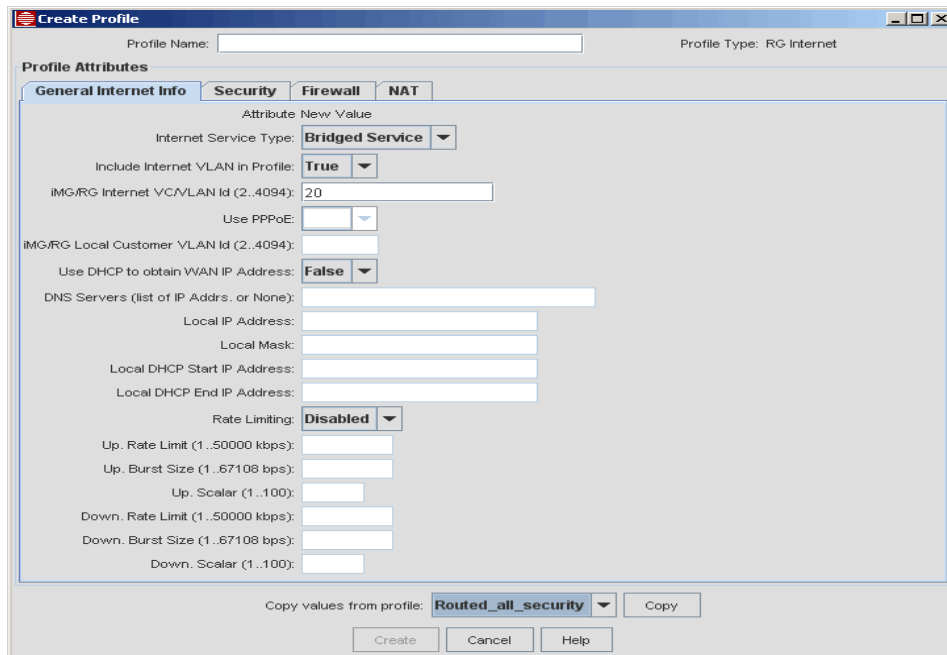 Create Profile
Profile Name: Profile Type: RG Internet
Profile Attributes
General Internet Info Security Firewall NAT
Attribute New Value
Internet Service Type: Bridged Service
Include Internet VLAN in Profile: True
iMG/RG Internet VC/VLAN Id (2..4094): 20
Use PPPoE:
iMG/RG Local Customer VLAN Id (2..4094):
Use DHCP to obtain WAN IP Address: False
DNS Servers (list of IP Addrs. or None):
Local IP Address:
Local Mask:
Local DHCP Start IP Address:
Local DHCP End IP Address:
Rate Limiting: Disabled
Up. Rate Limit (1..50000 kbps):
Up. Burst Size (1..67108 bps):
Up. Scalar (1..100):
Down. Rate Limit (1..50000 kbps):
Down. Burst Size (1..67108 bps):
Down. Scalar (1..100):
Copy values from profile: Routed_all_security Copy
Create Cancel Help